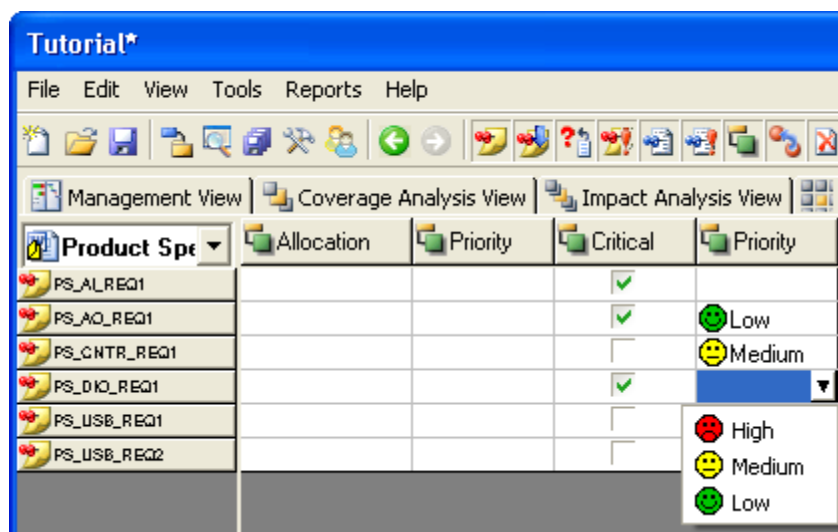 Tutorial*
File Edit View Tools Reports Help
Management View Coverage Analysis View Impact Analysis View
Product Spe Allocation Priority Critical Priority
PS_AI_REQ1
PS_AO_REQ1 Low
PS_CNTR_REQ1 Medium
PS_DIO_REQ1
PS_USB_REQ1
High
PS_USB_REQ2
Medium
Low